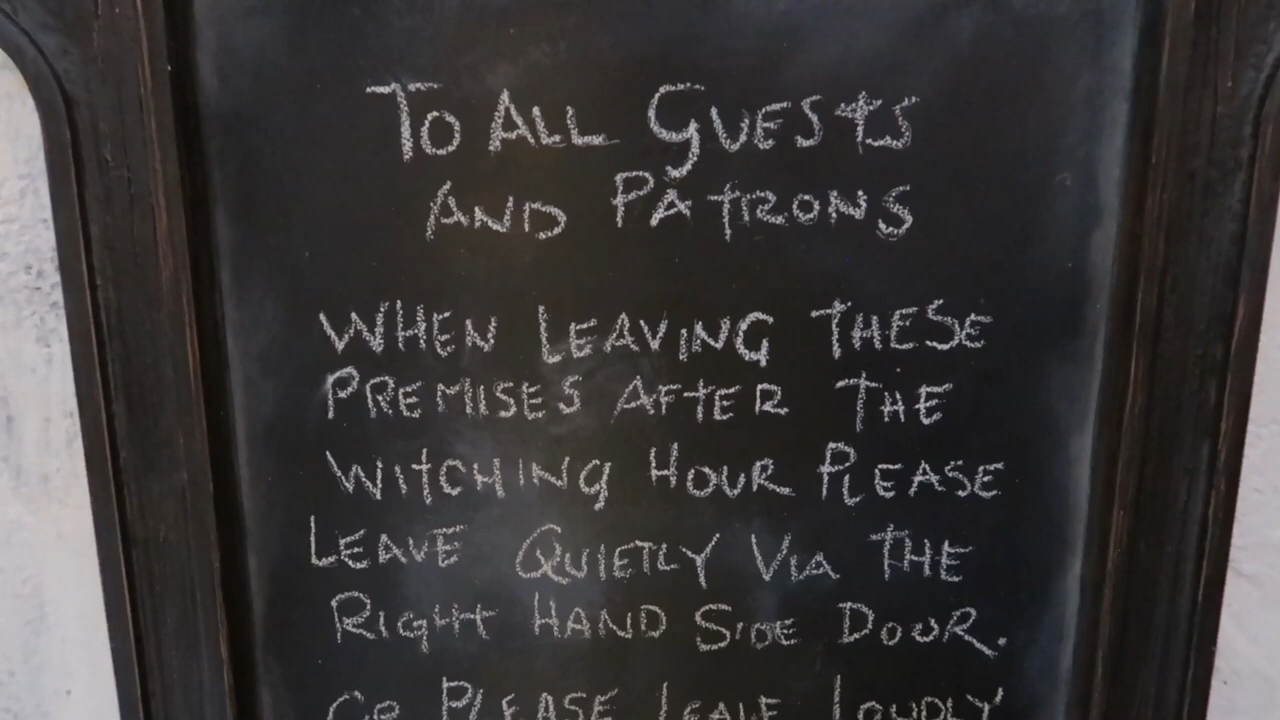 To All Guests
and Patrons
When Leaving These
Premises After The
Witching Hour Please
Leave Quietly Via The
Right Hand Side Door.
Please Leave Loudly